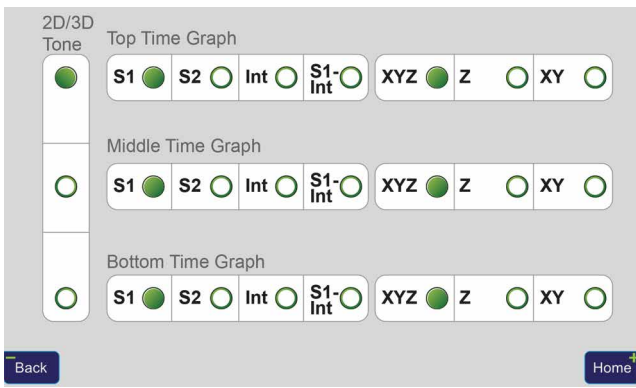 2D/3D
Tone
Top Time Graph
S1 S2 Int S1-
Int XYZ Z XY
Middle Time Graph
S1 S2 Int S1-
Int XYZ Z XY
Bottom Time Graph
S1 S2 Int S1-
Int XYZ Z XY
Back Home